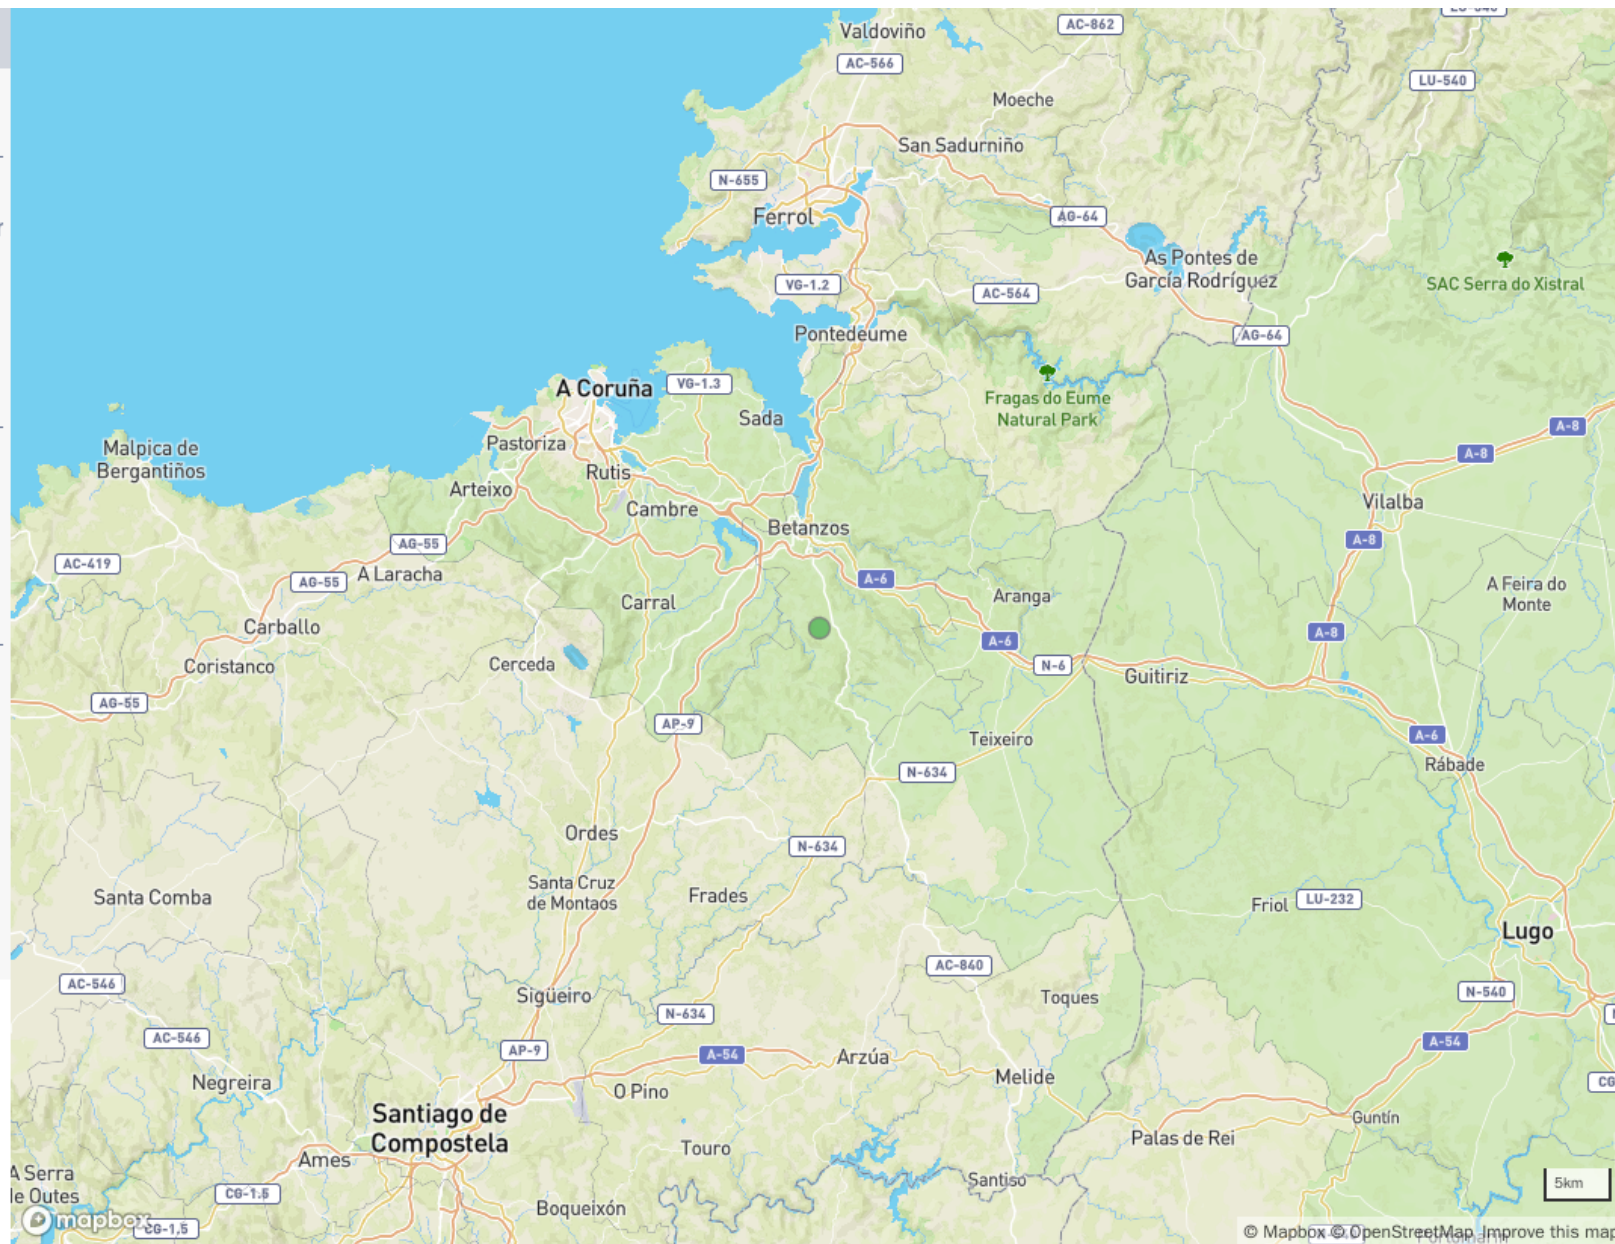 Valdoviño
AC-862
AC-566
LU-540
Moeche
San Sadurniño
N-655
Ferrol
AG-64
As Pontes de
García Rodríguez
SAC Serra do Xistral
VG-1.2
AC-564
Pontedeume
AG-64
A Coruña
VG-1.3
Fragas do Eume
Natural Park
Sada
A-8
Malpica de
Bergantiños
Pastoriza
A-8
Rutis
Arteixo
Vilalba
Cambre
Betanzos
AG-55
A-8
AC-419
A Laracha
AG-55
A-6
A Feira do
Monte
Carral
Aranga
Carballo
A-6
A-8
Coristanco
Cerceda
N-6
Guitiriz
AG-55
AP-9
Teixeiro
A-6
Rábade
N-634
Ordes
N-634
Santa Comba
Santa Cruz
de Montaos
Frades
Friol
LU-232
Lugo
AC-840
AC-546
Sigüeiro
Toques
N-540
N-634
AC-546
AP-9
A-54
Arzúa
A-54
Negreira
O Pino
Melide
CG
Santiago de
Compostela
Guntín
Touro
Palas de Rei
Ames
A Serra
de Outes
CG-1.5
Santiso
5km
Boqueixón
mapbox
CG-1.5
© Mapbox © OpenStreetMap Improve this map